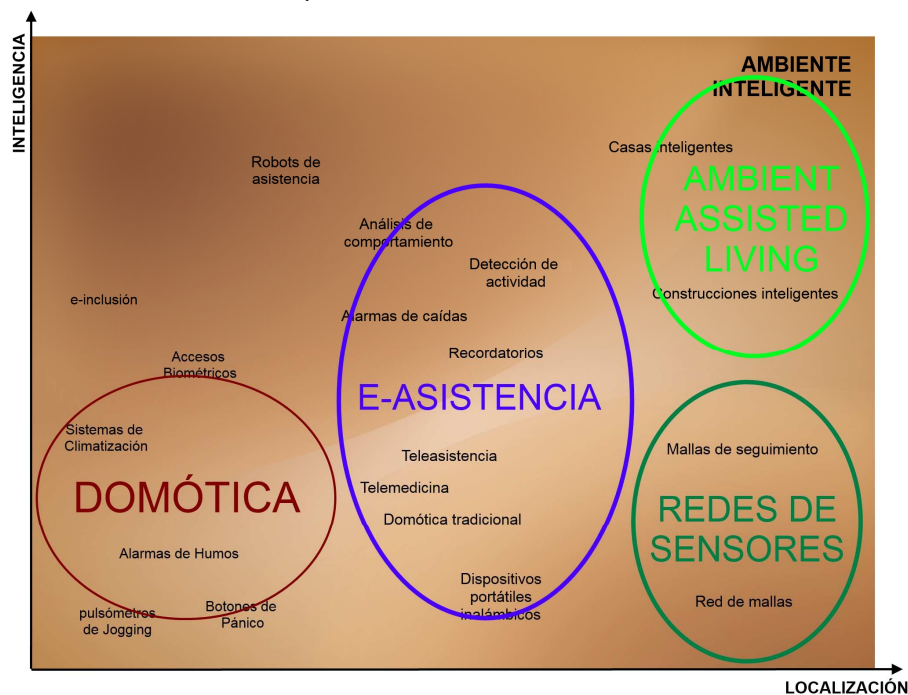 INTELIGENCIA
AMBIENTE
INTELIGENTE
Casas inteligentes
Robots de
asistencia
AMBIENT
ASSISTED
LIVING
Análisis de
comportamiento
Detección de
actividad
Construcciones inteligentes
e-inclusión
Alarmas de caídas
Recordatorios
Accesos
Biométricos
E-ASISTENCIA
Sistemas de
Climatización
Mallas de seguimiento
Teleasistencia
Telemedicina
DOMÓTICA
Domótica tradicional
REDES DE
SENSORES
Alarmas de Humos
Dispositivos
portátiles
inalámbicos
Red de mallas
pulsómetros
de Jogging
Botones de
Pánico
LOCALIZACIÓN